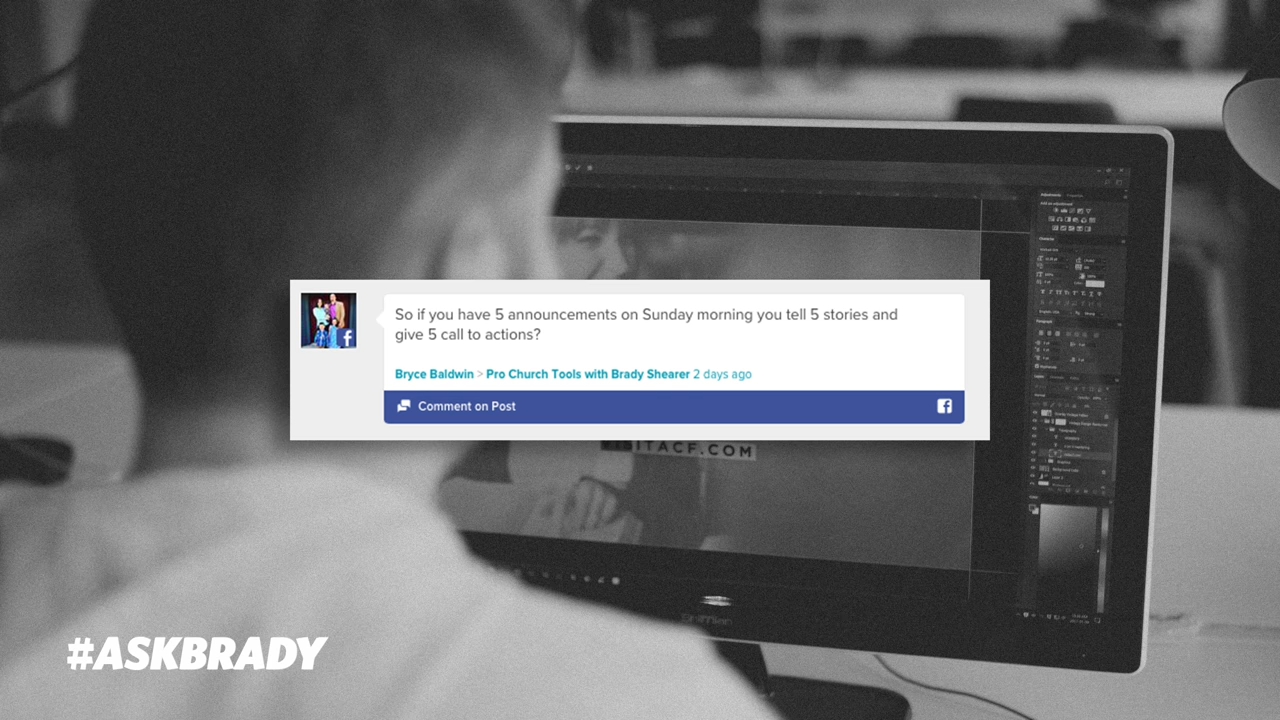 So if you have 5 announcements on Sunday morning you tell 5 stories and
give 5 call to actions?
Bryce Baldwin > Pro Church Tools with Brady Shearer 2 days ago
Comment on Post
ITACF.COM
#ASKBRADY